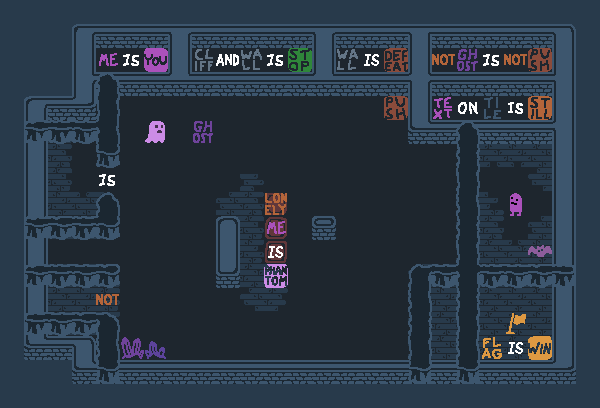 ME IS YOU
CLIFF AND WALL IS STOP
WALL IS DEFEAT
NOT GHOST IS NOT PUSH
PUSH
TEXT ON TILE IS STILL
GHOST
IS
LONELY
ME
IS
PHANTOM
NOT
FLAG IS WIN